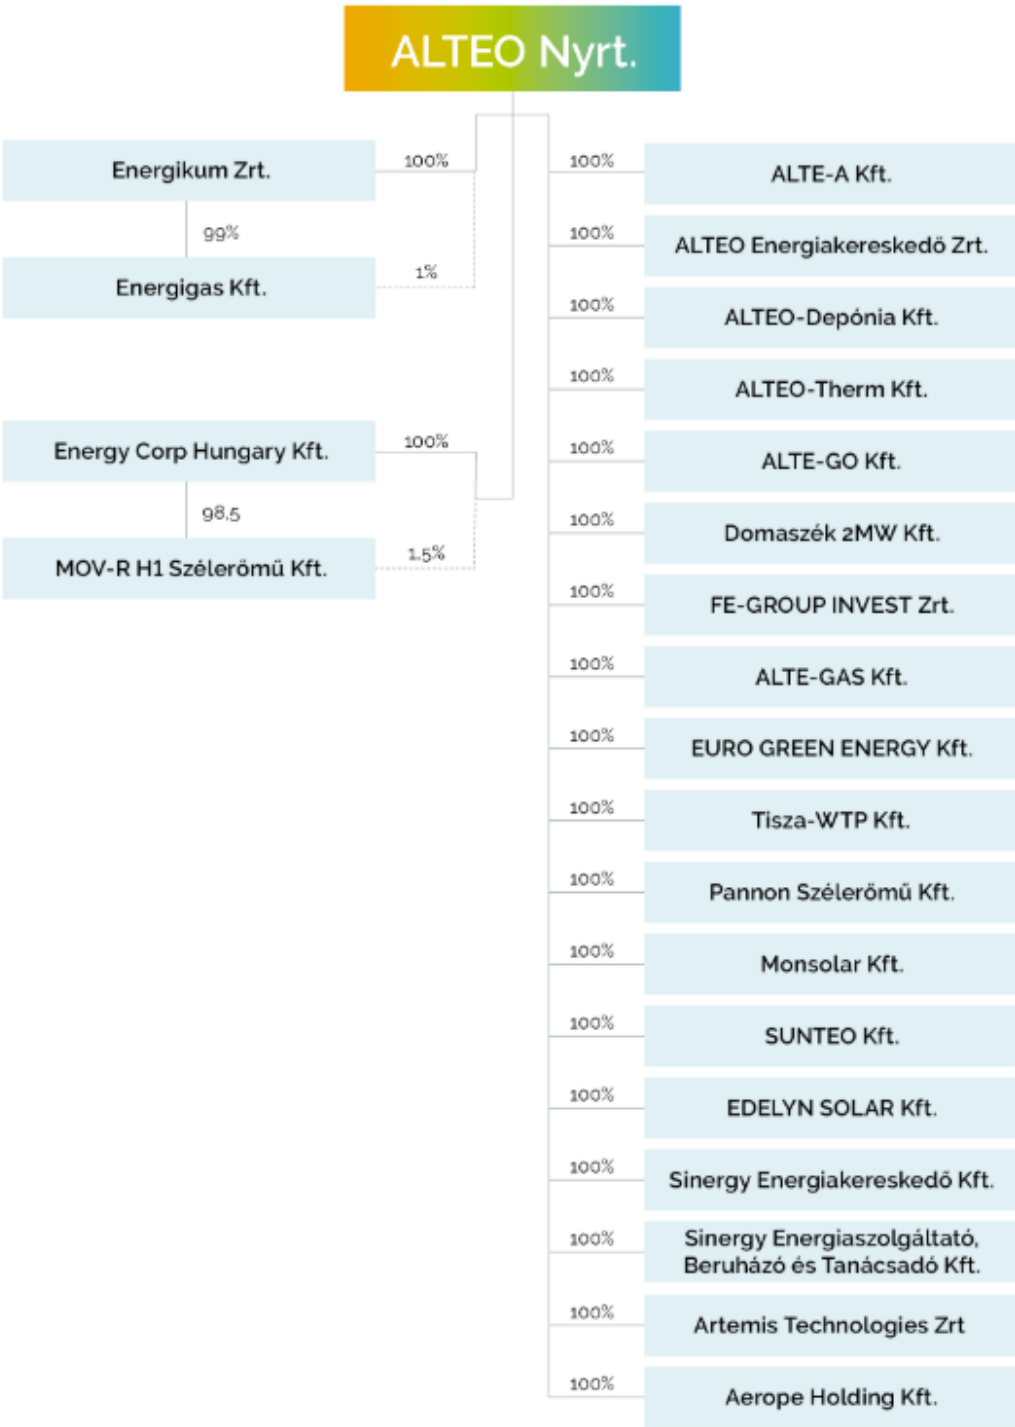 ALTEO Nyrt.
Energikum Zrt.
100%
99%
Energigas Kft.
1%
Energy Corp Hungary Kft.
100%
98,5
MOV-R H1 Szélerőmű Kft.
1,5%
100%
ALTE-A Kft.
100%
ALTEO Energiakereskedő Zrt.
100%
ALTEO-Depónia Kft.
100%
ALTEO-Therm Kft.
100%
ALTE-GO Kft.
100%
Domaszék 2MW Kft.
100%
FE-GROUP INVEST Zrt.
100%
ALTE-GAS Kft.
100%
EURO GREEN ENERGY Kft.
100%
Tisza-WTP Kft.
100%
Pannon Szélerőmű Kft.
100%
Monsolar Kft.
100%
SUNTEO Kft.
100%
EDELYN SOLAR Kft.
100%
Sinergy Energiakereskedő Kft.
100%
Sinergy Energiaszolgáltató,
Beruházó és Tanácsadó Kft.
100%
Artemis Technologies Zrt
100%
Aerope Holding Kft.